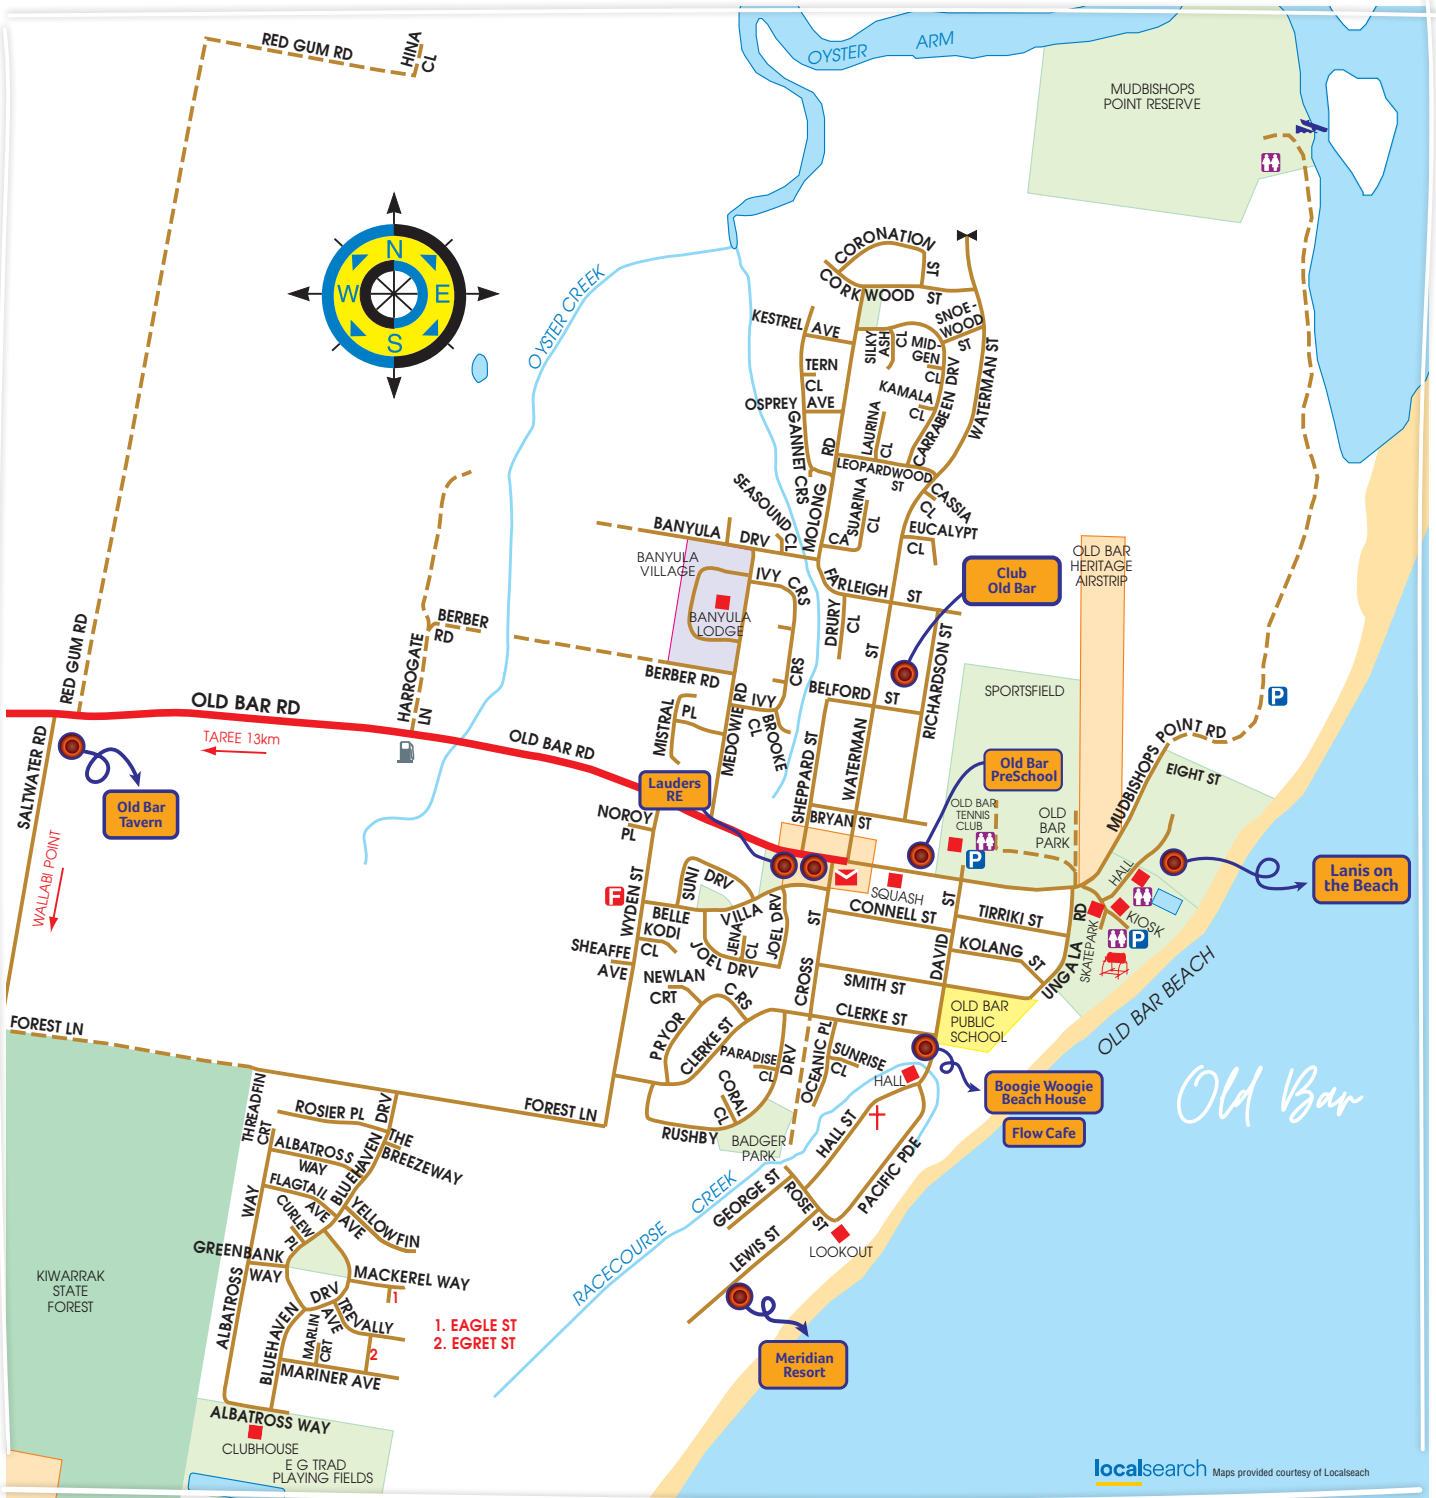 RED GUM RD
HINA
CL
OYSTER ARM
MUDBISHOPS
POINT RESERVE
N
W E
S
OYSTER CREEK
CORONATION
ST
CORKWOOD ST
KESTREL AVE
SNOE-
WOOD
ST
SILKY
ASH
CL
MID-
GEN
CL
TERN
CL
KAMALA
CL
OSPREY AVE
GANNET CRS
LAURINA
CL
CARRABEEN DRV
WATERMAN ST
MOLONG RD
LEOPARDWOOD
ST
SEASOUND CL
CASUARINA
CL
CASSIA
CL
EUCALYPT
CL
BANYULA DRV
BANYULA
VILLAGE
IVY CRS
BANYULA
LODGE
FARLEIGH ST
DRURY
CL
OLD BAR
HERITAGE
AIRSTRIP
Club
Old Bar
BERBER
RD
HARROGATE
LN
RED GUM RD
BERBER RD
MISTRAL
PL
MEDOWIE RD
IVY CRS
BROOKE
CL
BELFORD ST
RICHARDSON ST
SPORTSFIELD
P
OLD BAR RD
TAREE 13km
OLD BAR RD
SALTWATER RD
WALLABI POINT
Old Bar
Tavern
Lauders
RE
SHEPPARD ST
WATERMAN ST
BRYAN ST
Old Bar
PreSchool
OLD BAR
TENNIS
CLUB
P
OLD
BAR
PARK
MUDBISHOPS POINT RD
EIGHT ST
NOROY
PL
F
WYDEN ST
SUNI DRV
BELLE VILLA
KODI
CL
JENA
CL
JOEL DRV
JOEL DRV
SHEAFFE
AVE
NEWLAN
CRT
SQUASH
CONNELL ST
TIRRIKI ST
DAVID ST
KOLANG ST
UNGALA RD
HALL
KIOSK
SKATEPARK
P
Lanis on
the Beach
OLD BAR BEACH
CROSS ST
SMITH ST
CLERKE ST
OLD BAR
PUBLIC
SCHOOL
PRYOR CRS
CLERKE ST
PARADISE
CL
DRV
CORAL
CL
OCEANIC PL
SUNRISE
CL
HALL
FOREST LN
FOREST LN
RUSHBY
BADGER
PARK
HALL ST
PACIFIC PDE
Boogie Woogie
Beach House
Flow Cafe
Old Bar
THREADFIN
CRT
ROSIER PL
BLUEHAVEN DRV
THE
BREEZEWAY
ALBATROSS
WAY
FLAGTAIL
AVE
YELLOWFIN
AVE
CURLEW
PL
GREENBANK
WAY
ALBATROSS WAY
MACKEREL WAY
1
TREVALLY
AVE
2
BLUEHAVEN DRV
MARLIN
CRT
MARINER AVE
1. EAGLE ST
2. EGRET ST
KIWARRAK
STATE
FOREST
ALBATROSS WAY
CLUBHOUSE
E G TRAD
PLAYING FIELDS
RACECOURSE CREEK
GEORGE ST
ROSE ST
LEWIS ST
LOOKOUT
Meridian
Resort
localsearch Maps provided courtesy of Localseach